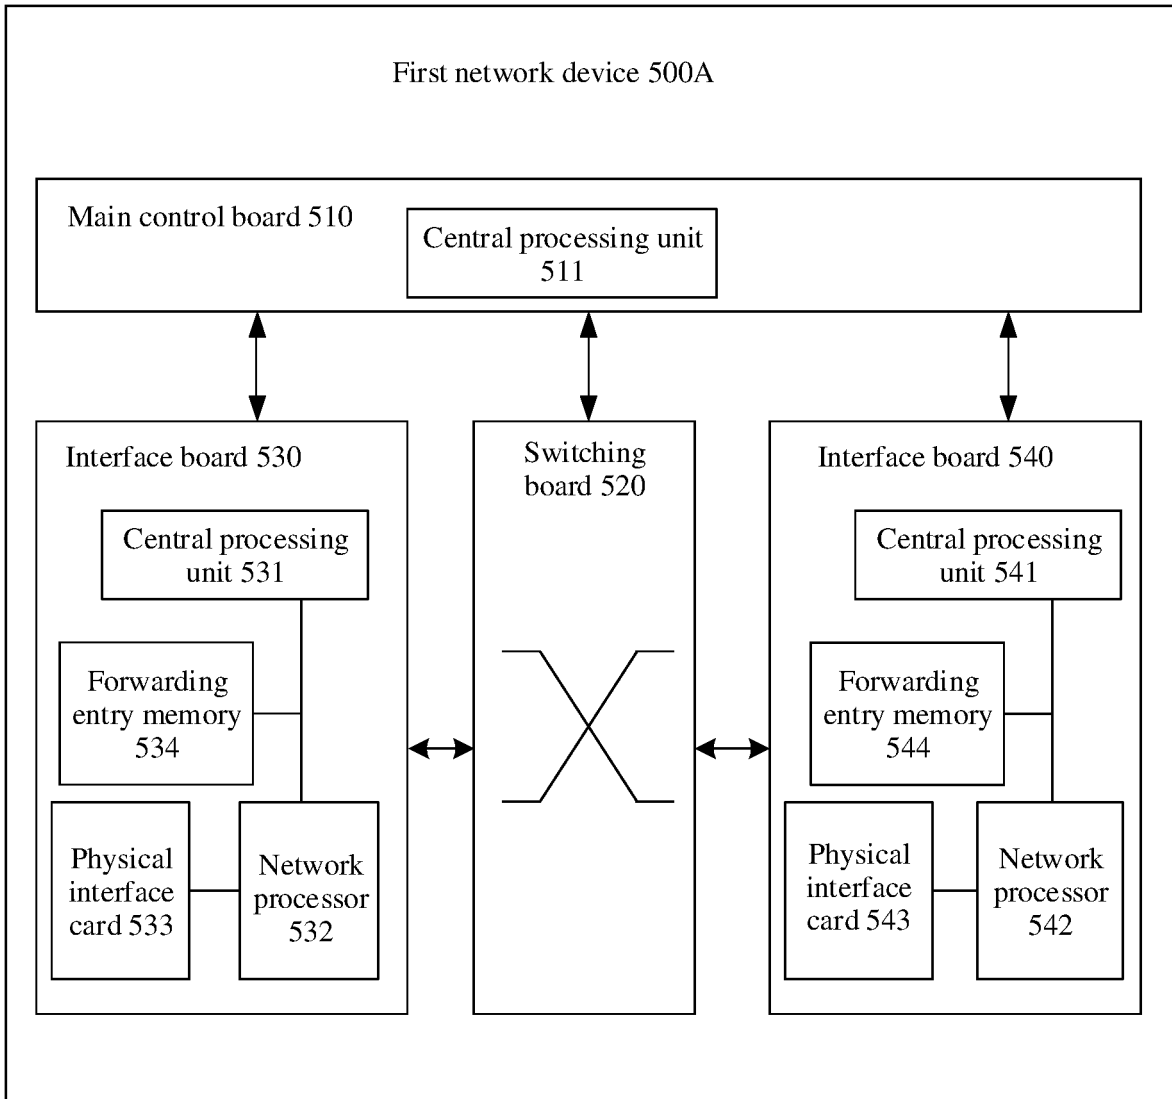 First network device 500A
Main control board 510
Central processing unit
511
Interface board 530
Central processing
unit 531
Forwarding
entry memory
534
Physical
interface
card 533
Network
processor
532
Switching
board 520
Interface board 540
Central processing
unit 541
Forwarding
entry memory
544
Physical
interface
card 543
Network
processor
542